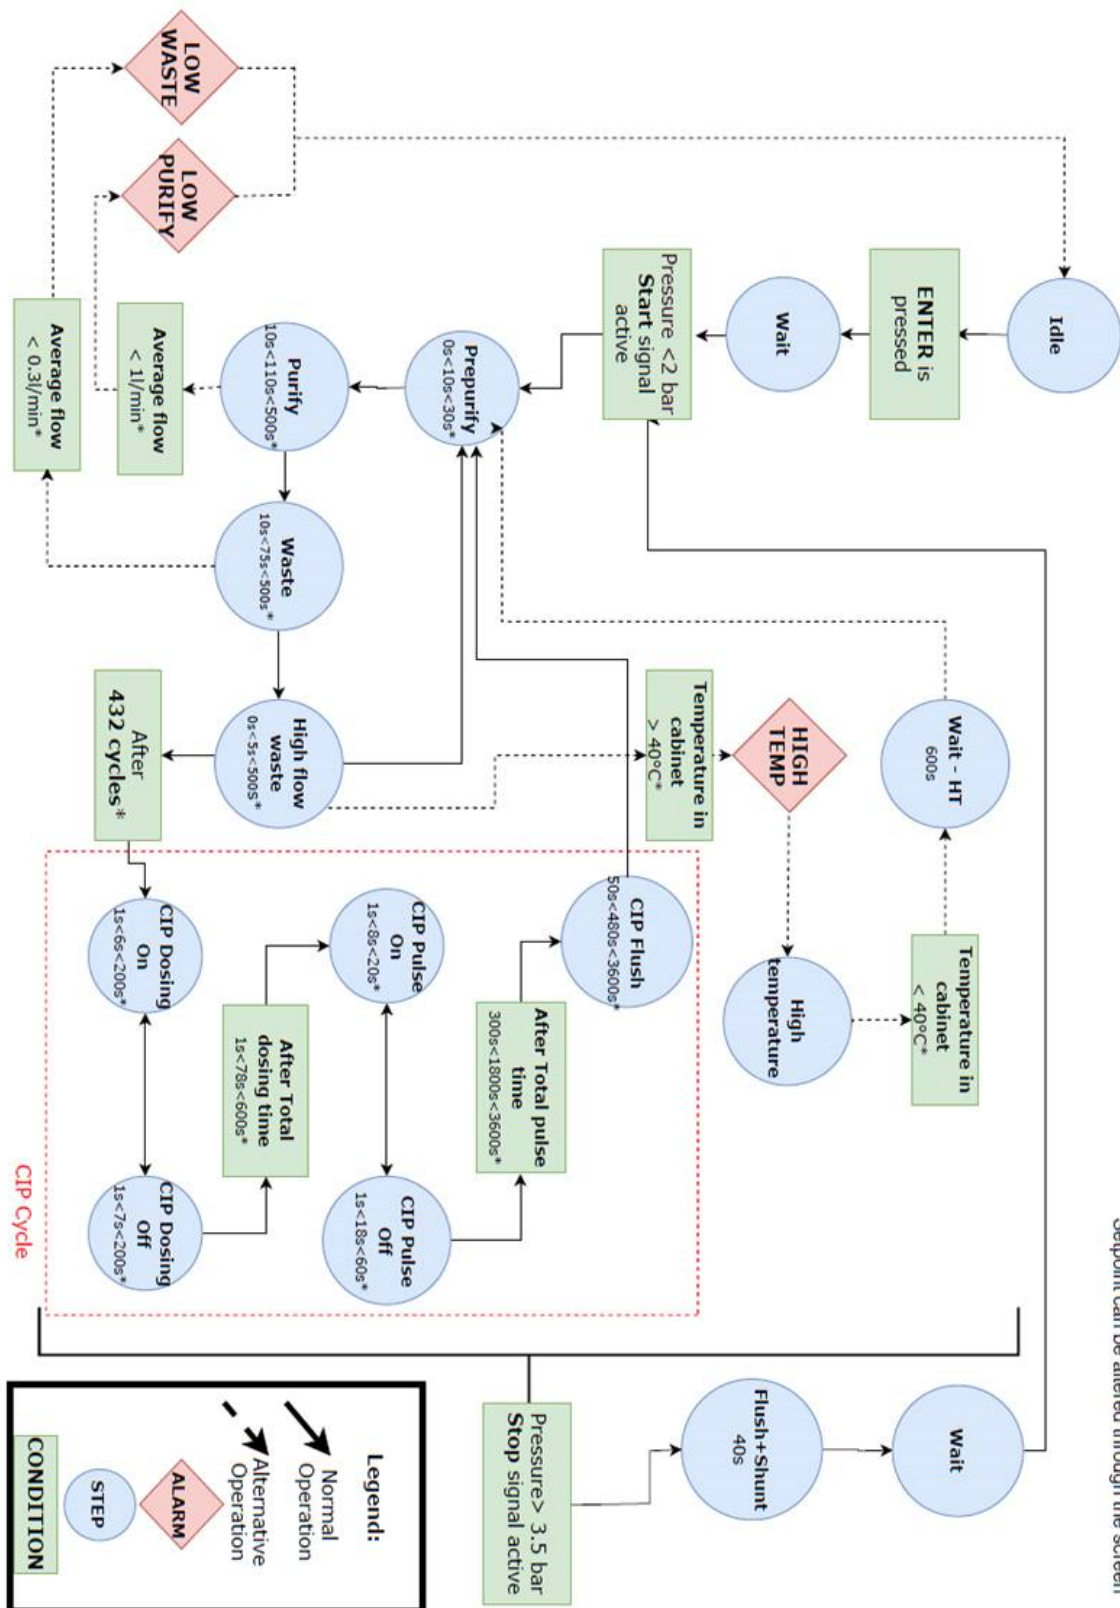 Setpoint can be altered through the screen
Idle
ENTER is
pressed
Wait
Pressure <2 bar
Start signal
active
Prepurify
0s<10s<30s*
Purify
10s<110s<500s*
Average flow
< 1l/min*
LOW
PURIFY
Waste
10s<75s<500s*
Average flow
< 0.3l/min*
LOW
WASTE
High flow
waste
0s<5s<500S*
Temperature in
cabinet
> 40°C*
HIGH
TEMP
High
temperature
Temperature in
cabinet
< 40°C*
Wait - HT
600s
After
432 cycles*
CIP Dosing
On
1s<6s<200s*
CIP Dosing
Off
1s<7s<200s*
After Total
dosing time
1s<78s<600s*
CIP Pulse
On
1s<8s<20s*
CIP Pulse
Off
1s<18s<60s*
After Total pulse
time
300s<1800s<3600s*
CIP Flush
50s<480s<3600s*
CIP Cycle
Pressure> 3.5 bar
Stop signal active
Flush+Shunt
40s
Wait
Legend:
Normal
Operation
Alternative
Operation
ALARM
STEP
CONDITION